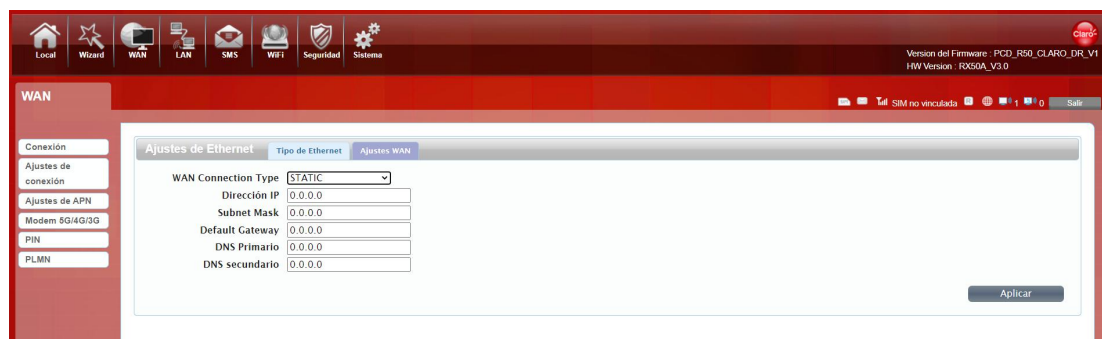 Local Wizard WAN LAN SMS WiFi Seguridad Sistema
Claro
Version del Firmware : PCD_R50_CLARO_DR_V1
HW Version : RX50A_V3.0
WAN
SIM no vinculada 1 0 Salir
Conexión
Ajustes de
conexión
Ajustes de APN
Modem 5G/4G/3G
PIN
PLMN
Ajustes de Ethernet Tipo de Ethernet Ajustes WAN
WAN Connection Type STATIC
Dirección IP 0.0.0.0
Subnet Mask 0.0.0.0
Default Gateway 0.0.0.0
DNS Primario 0.0.0.0
DNS secundario 0.0.0.0
Aplicar